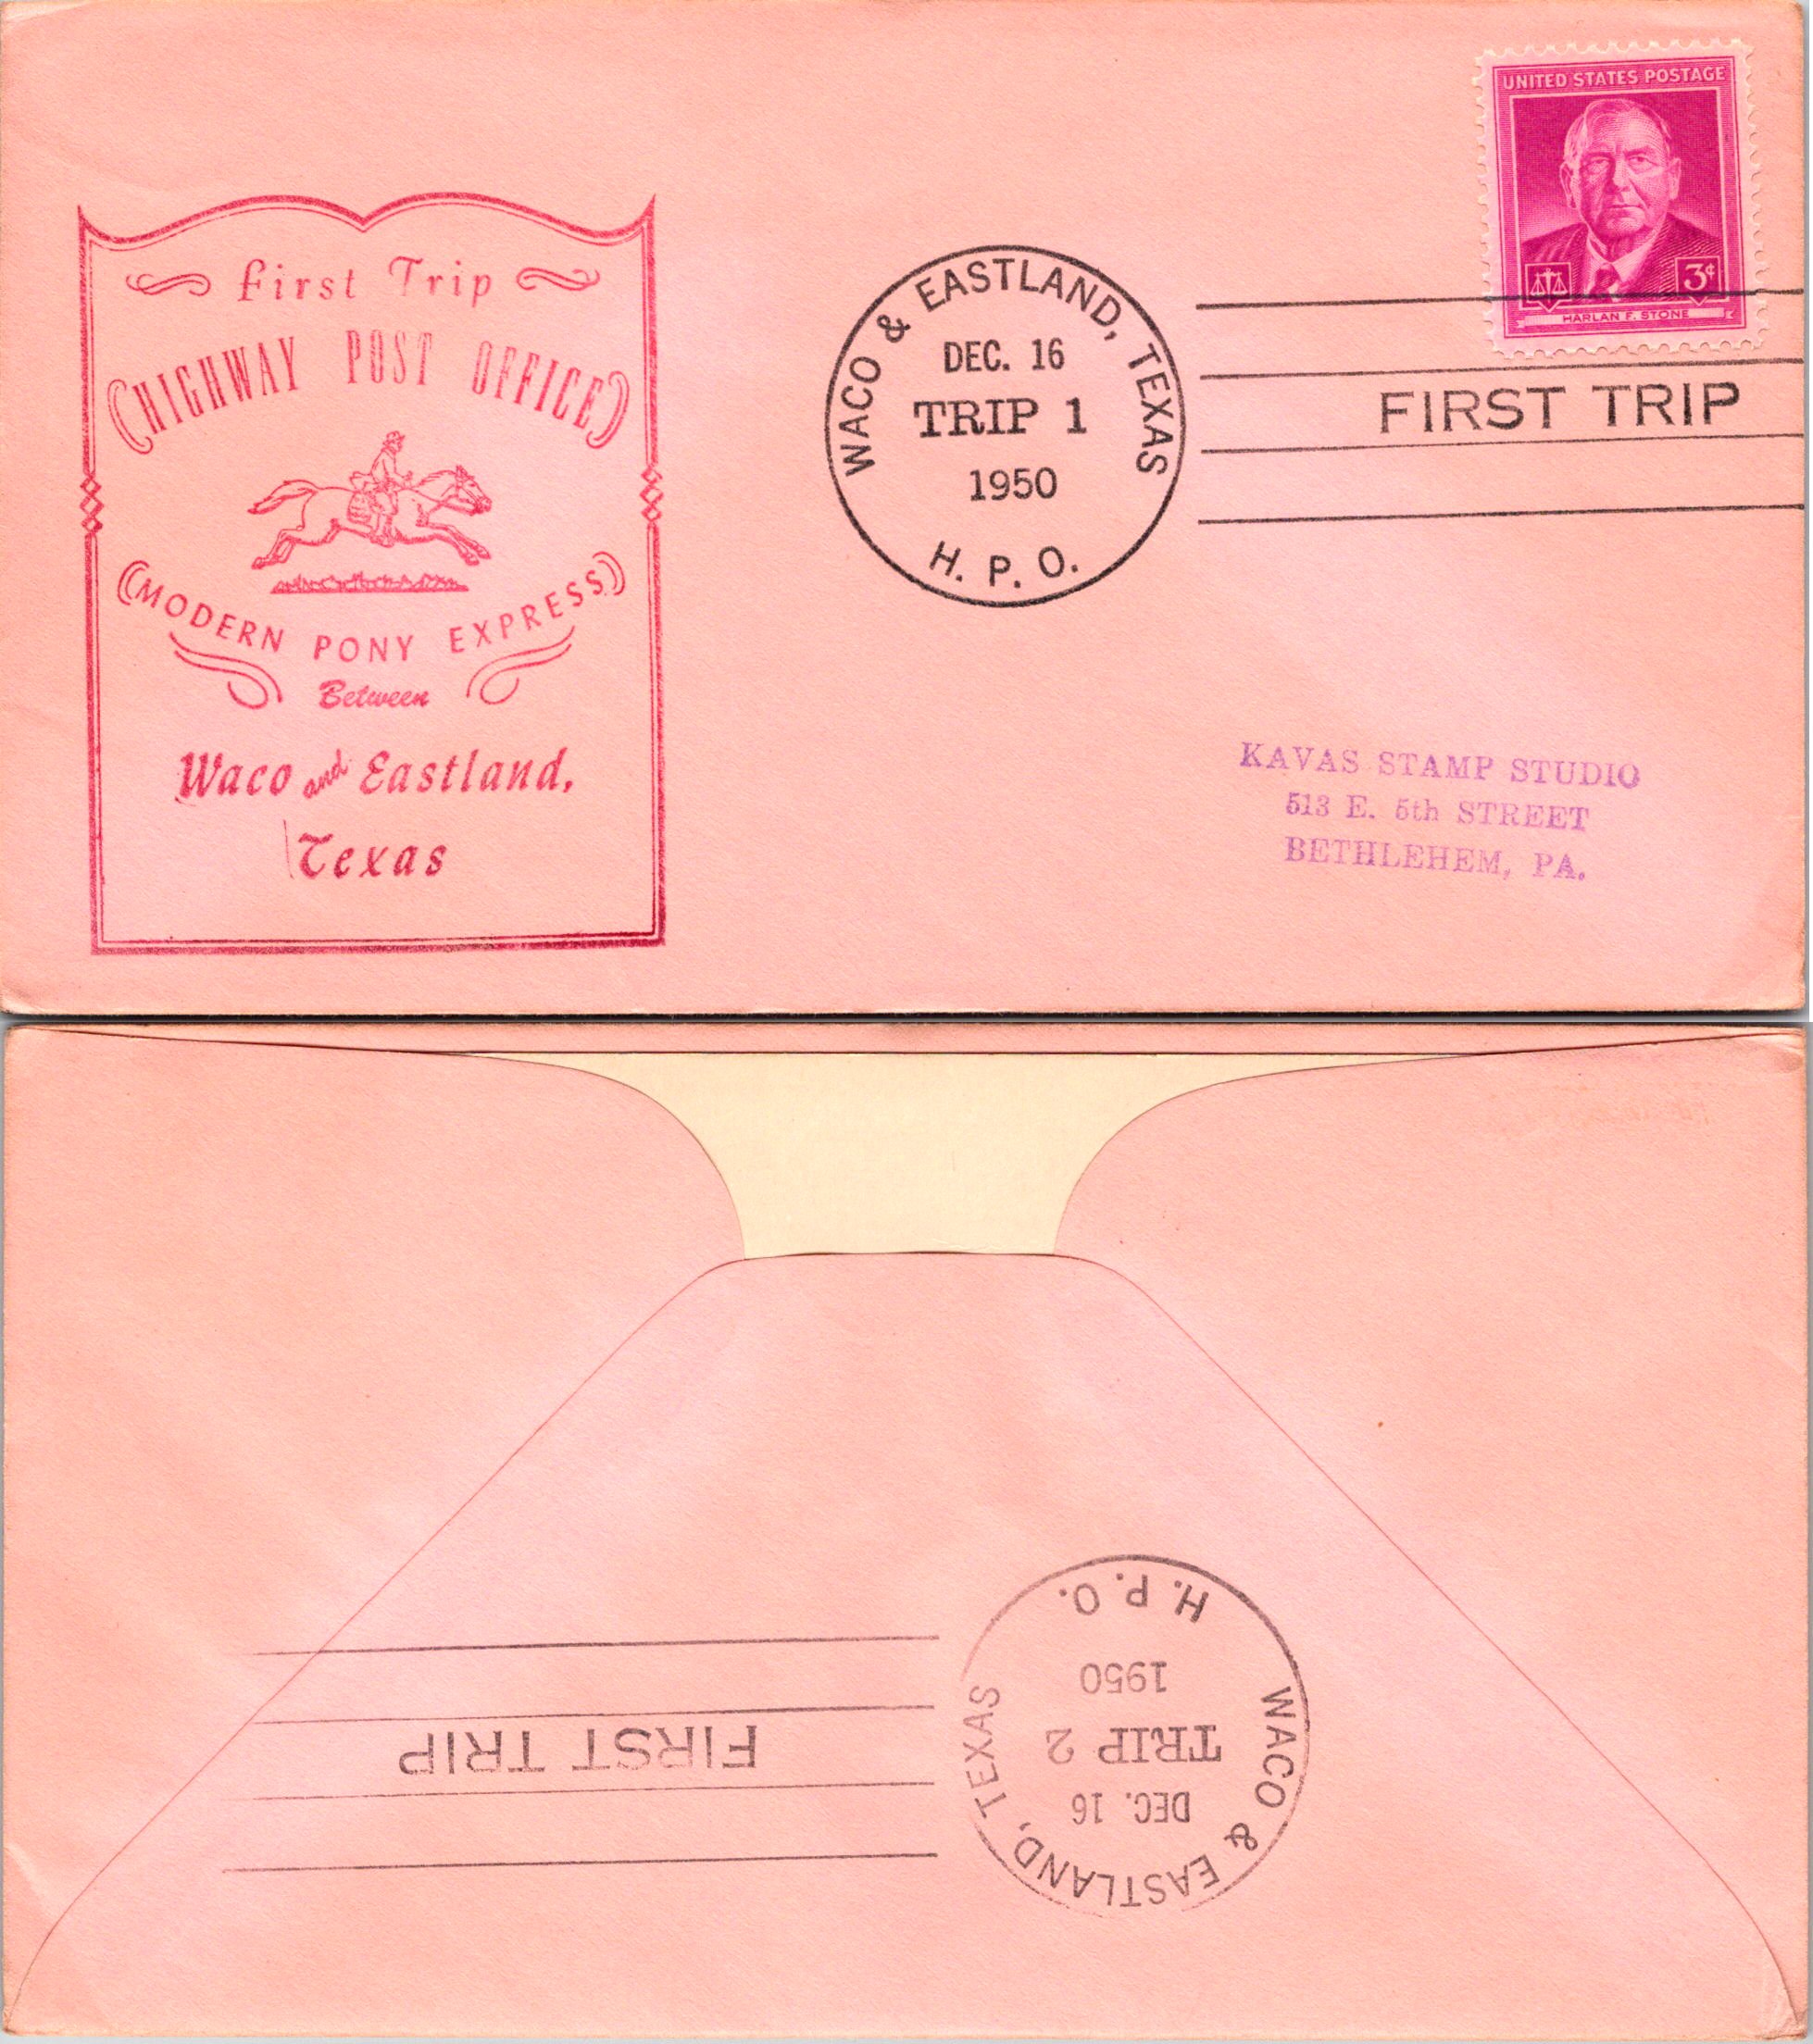 First Trip
HIGHWAY POST OFFICE
MODERN PONY EXPRESS
Between
Waco and Eastland,
Texas
WACO & EASTLAND, TEXAS
DEC. 16
TRIP 1
1950
H. P. O.
UNITED STATES POSTAGE
3¢
HARLAN F. STONE
FIRST TRIP
KAVAS STAMP STUDIO
513 E. 5th STREET
BETHLEHEM, PA.
WACO & EASTLAND, TEXAS
DEC. 16
TRIP 2
1950
H. P. O.
FIRST TRIP